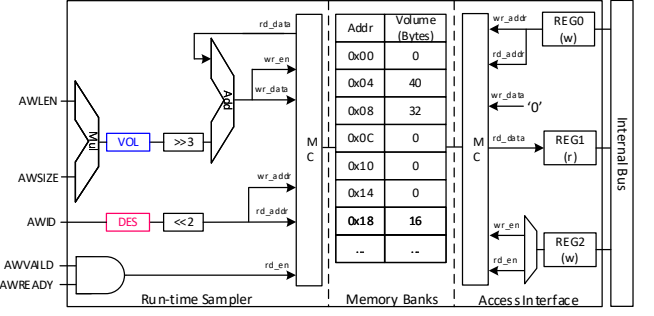 AWLEN
AWSIZE
AWID
AWVAILD
AWREADY
Mul
VOL
>>3
DES
<<2
Add
rd_data
wr_en
wr_data
wr_addr
rd_addr
rd_en
Run-time Sampler
M
C
Addr Volume
(Bytes)
0x00 0
0x04 40
0x08 32
0x0C 0
0x10 0
0x14 0
0x18 16
... ...
Memory Banks
M
C
wr_addr
rd_addr
wr_data
'0'
rd_data
wr_en
rd_en
REG0
(w)
REG1
(r)
REG2
(w)
Access Interface
Internal Bus